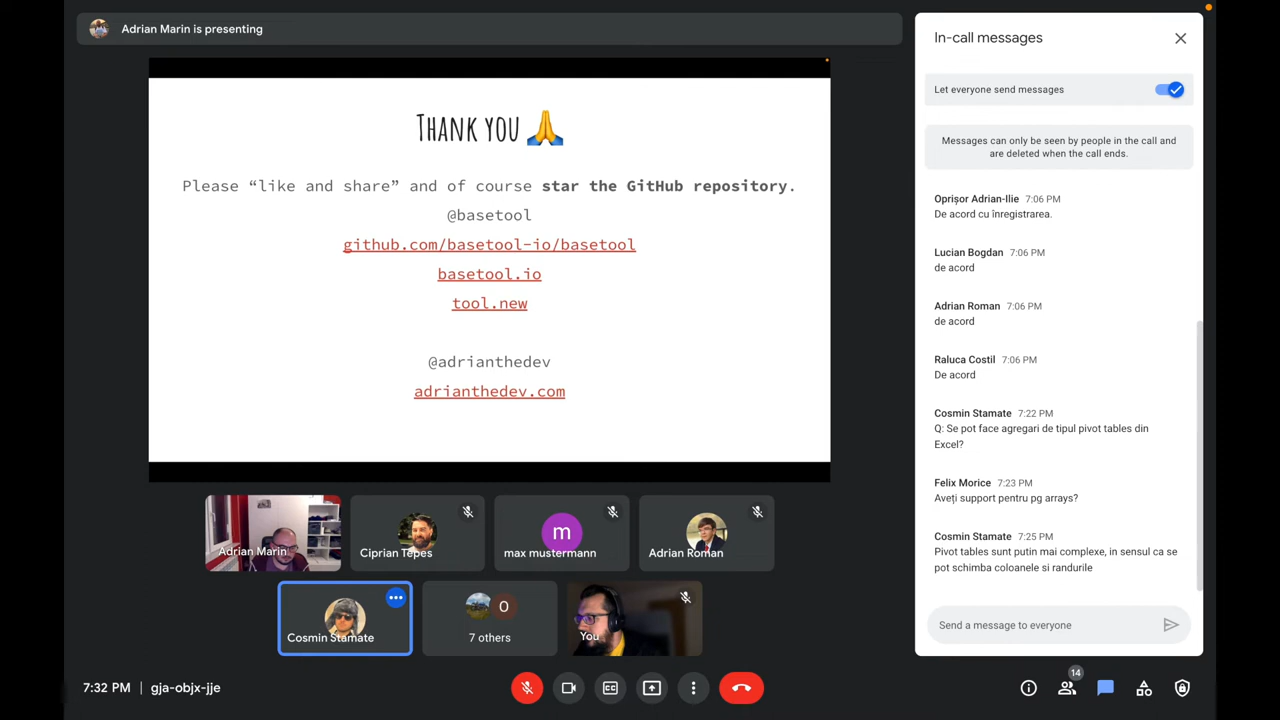 Adrian Marin is presenting
THANK YOU 🙏
Please “like and share” and of course star the GitHub repository.
@basetool
github.com/basetool-io/basetool
basetool.io
tool.new
@adrianthedev
adrianthedev.com
Adrian Marin
Ciprian Tepes
m
max mustermann
Adrian Roman
Cosmin Stamate
O
7 others
You
7:32 PM | gja-objx-jje
In-call messages
Let everyone send messages
Messages can only be seen by people in the call and
are deleted when the call ends.
Oprișor Adrian-Ilie 7:06 PM
De acord cu înregistrarea.
Lucian Bogdan 7:06 PM
de acord
Adrian Roman 7:06 PM
de acord
Raluca Costil 7:06 PM
De acord
Cosmin Stamate 7:22 PM
Q: Se pot face agregari de tipul pivot tables din
Excel?
Felix Morice 7:23 PM
Aveți support pentru pg arrays?
Cosmin Stamate 7:25 PM
Pivot tables sunt putin mai complexe, in sensul ca se
pot schimba coloanele si randurile
Send a message to everyone
14